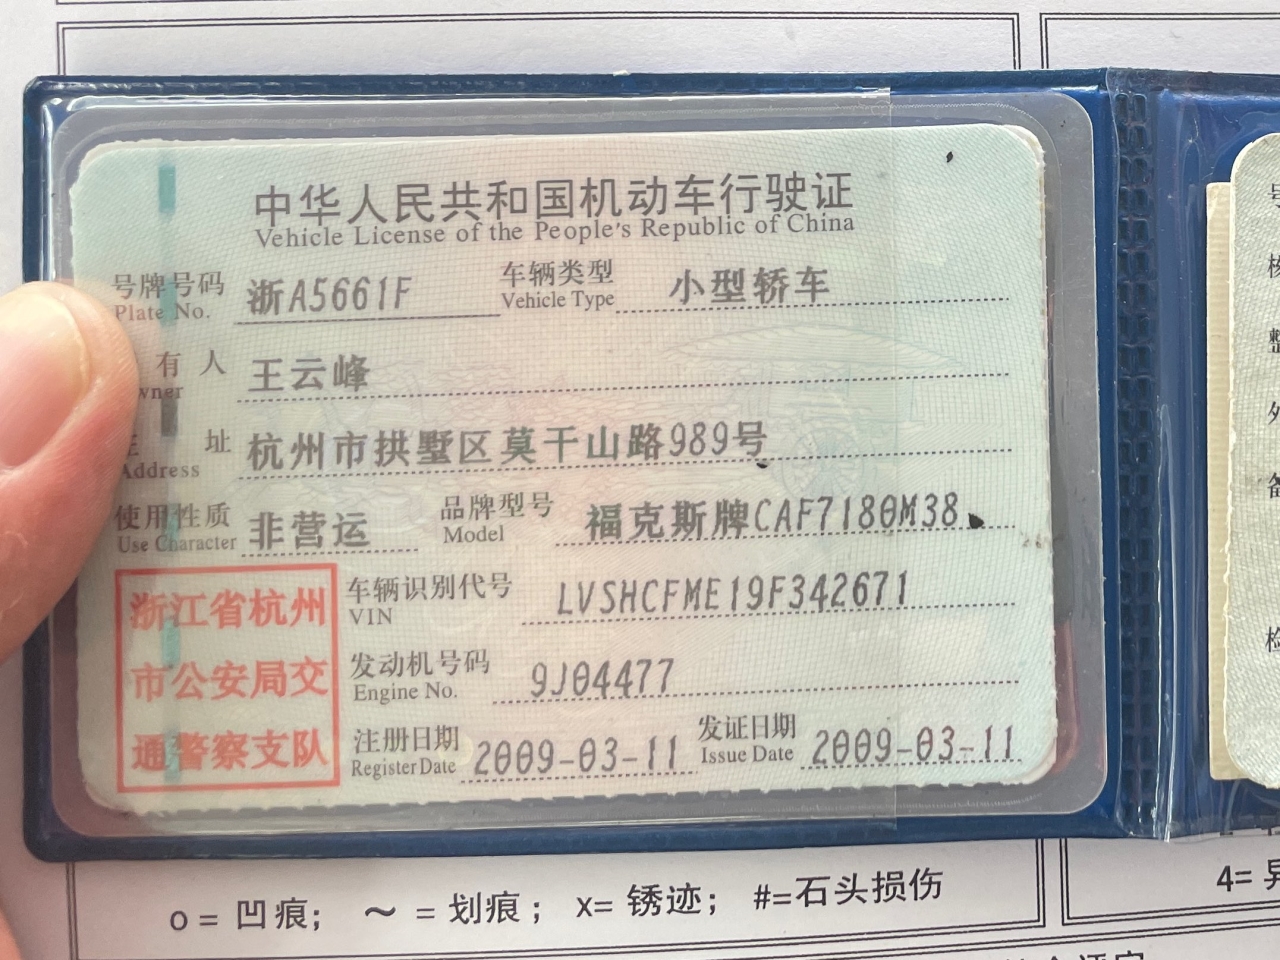 中华人民共和国机动车行驶证
Vehicle License of the People's Republic of China
号牌号码 浙A5661F 车辆类型 小型轿车
Plate No. Vehicle Type
有人 王云峰
wner
址 杭州市拱墅区莫干山路989号
Address
使用性质 非营运 品牌型号 福克斯牌CAF7180M38
Use Character Model
浙江省杭州
市公安局交
通警察支队
车辆识别代号 LVSHCFME19F342671
VIN
发动机号码 9J04477
Engine No.
注册日期 2009-03-11 发证日期 2009-03-11
Register Date Issue Date
号
核
整
外
备
检
o = 凹痕; ~ = 划痕; x= 锈迹; #=石头损伤
4=